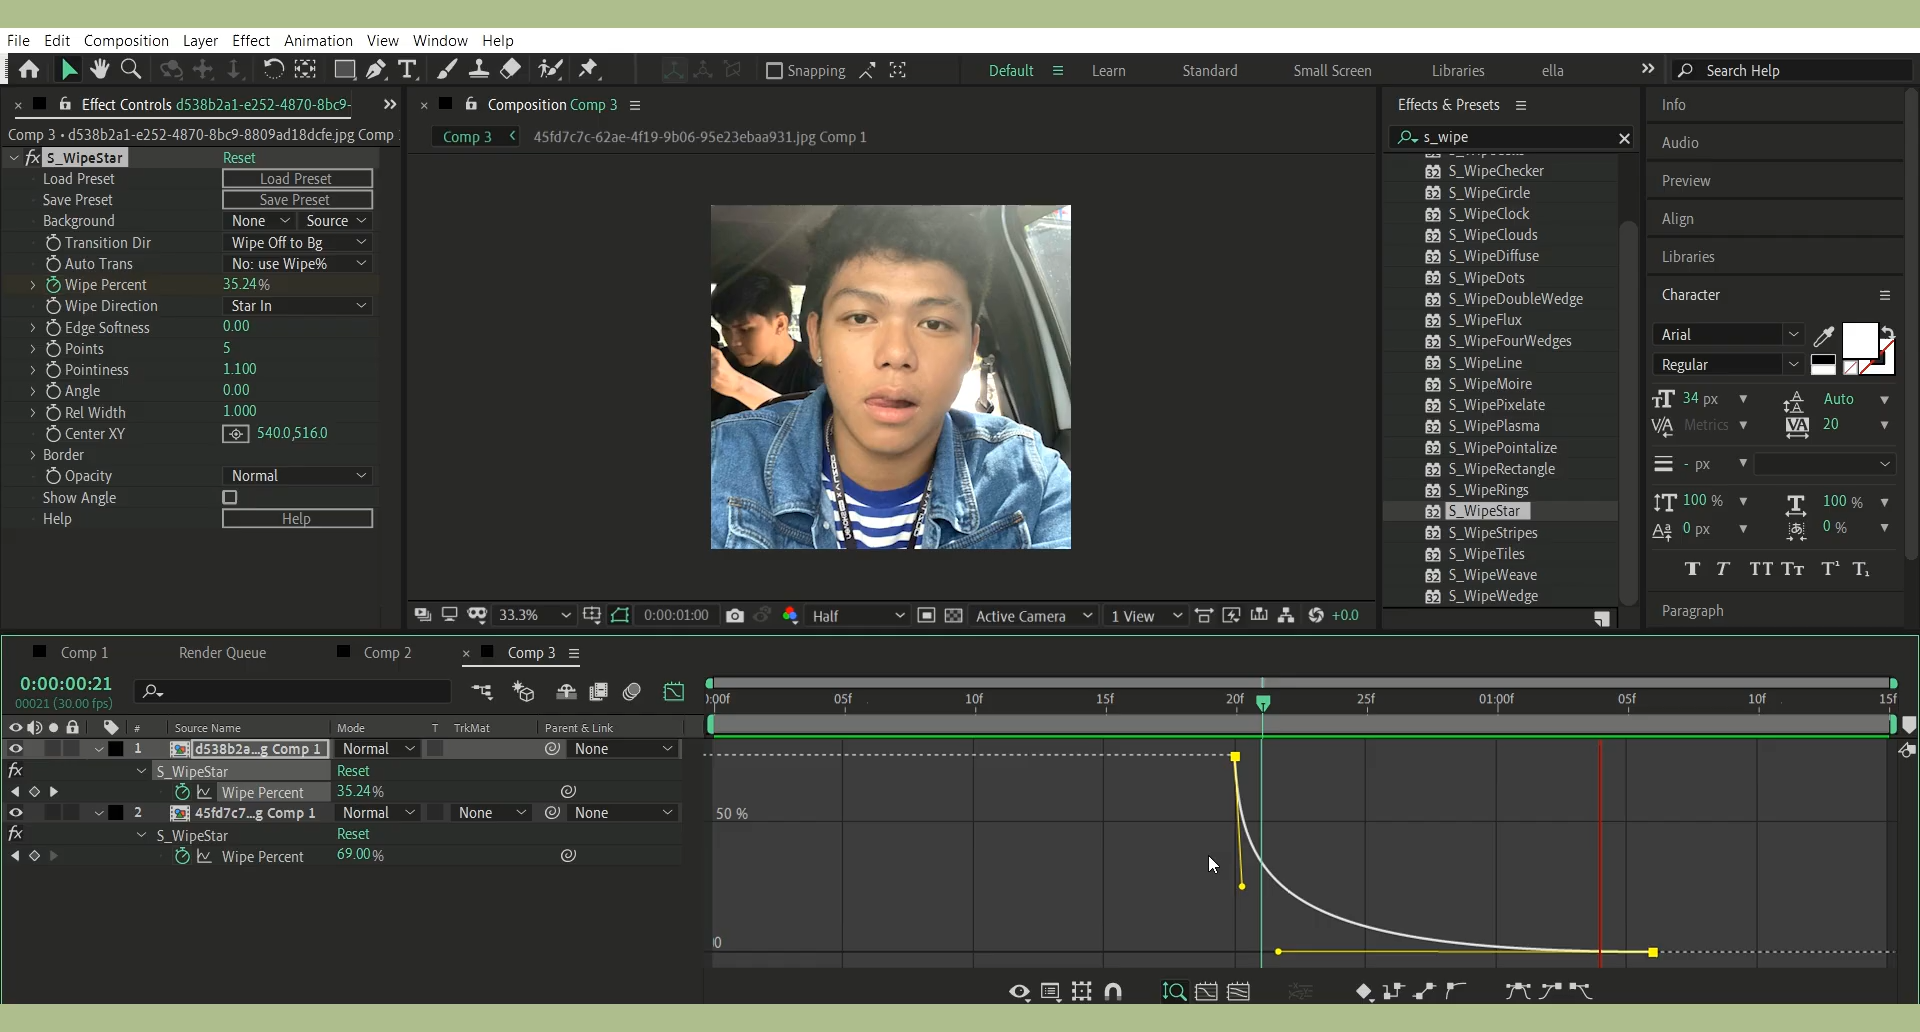 File Edit Composition Layer Effect Animation View Window Help
Snapping Default Learn Standard Small Screen Libraries ella Search Help
Effect Controls d538b2a1-e252-4870-8bc9-
Comp 3 • d538b2a1-e252-4870-8bc9-8809ad18dcfe.jpg Comp
fx S_WipeStar Reset
Load Preset Load Preset
Save Preset Save Preset
Background None Source
Transition Dir Wipe Off to Bg
Auto Trans No: use Wipe%
Wipe Percent 35.24%
Wipe Direction Star In
Edge Softness 0.00
Points 5
Pointiness 1.100
Angle 0.00
Rel Width 1.000
Center XY 540.0,516.0
Border
Opacity Normal
Show Angle
Help Help
Composition Comp 3
Comp 3 45fd7c7c-62ae-4f19-9b06-95e23ebaa931.jpg Comp 1
33.3% 0:00:01:00 Half Active Camera 1 View +0.0
Effects & Presets
s_wipe
S_WipeChecker
S_WipeCircle
S_WipeClock
S_WipeClouds
S_WipeDiffuse
S_WipeDots
S_WipeDoubleWedge
S_WipeFlux
S_WipeFourWedges
S_WipeLine
S_WipeMoire
S_WipePixelate
S_WipePlasma
S_WipePointalize
S_WipeRectangle
S_WipeRings
S_WipeStar
S_WipeStripes
S_WipeTiles
S_WipeWeave
S_WipeWedge
Info
Audio
Preview
Align
Libraries
Character
Arial
Regular
34 px Auto
Metrics 20
- px
100 % 100 %
0 px 0 %
Paragraph
Comp 1 Render Queue Comp 2 Comp 3
0:00:00:21
00021 (30.00 fps)
# Source Name Mode T TrkMat Parent & Link
1 d538b2a...g Comp 1 Normal None
fx S_WipeStar Reset
Wipe Percent 35.24%
2 45fd7c7...g Comp 1 Normal None None
fx S_WipeStar Reset
Wipe Percent 69.00%
):00f 05f 10f 15f 20f 25f 01:00f 05f 10f 15f
50 %
0